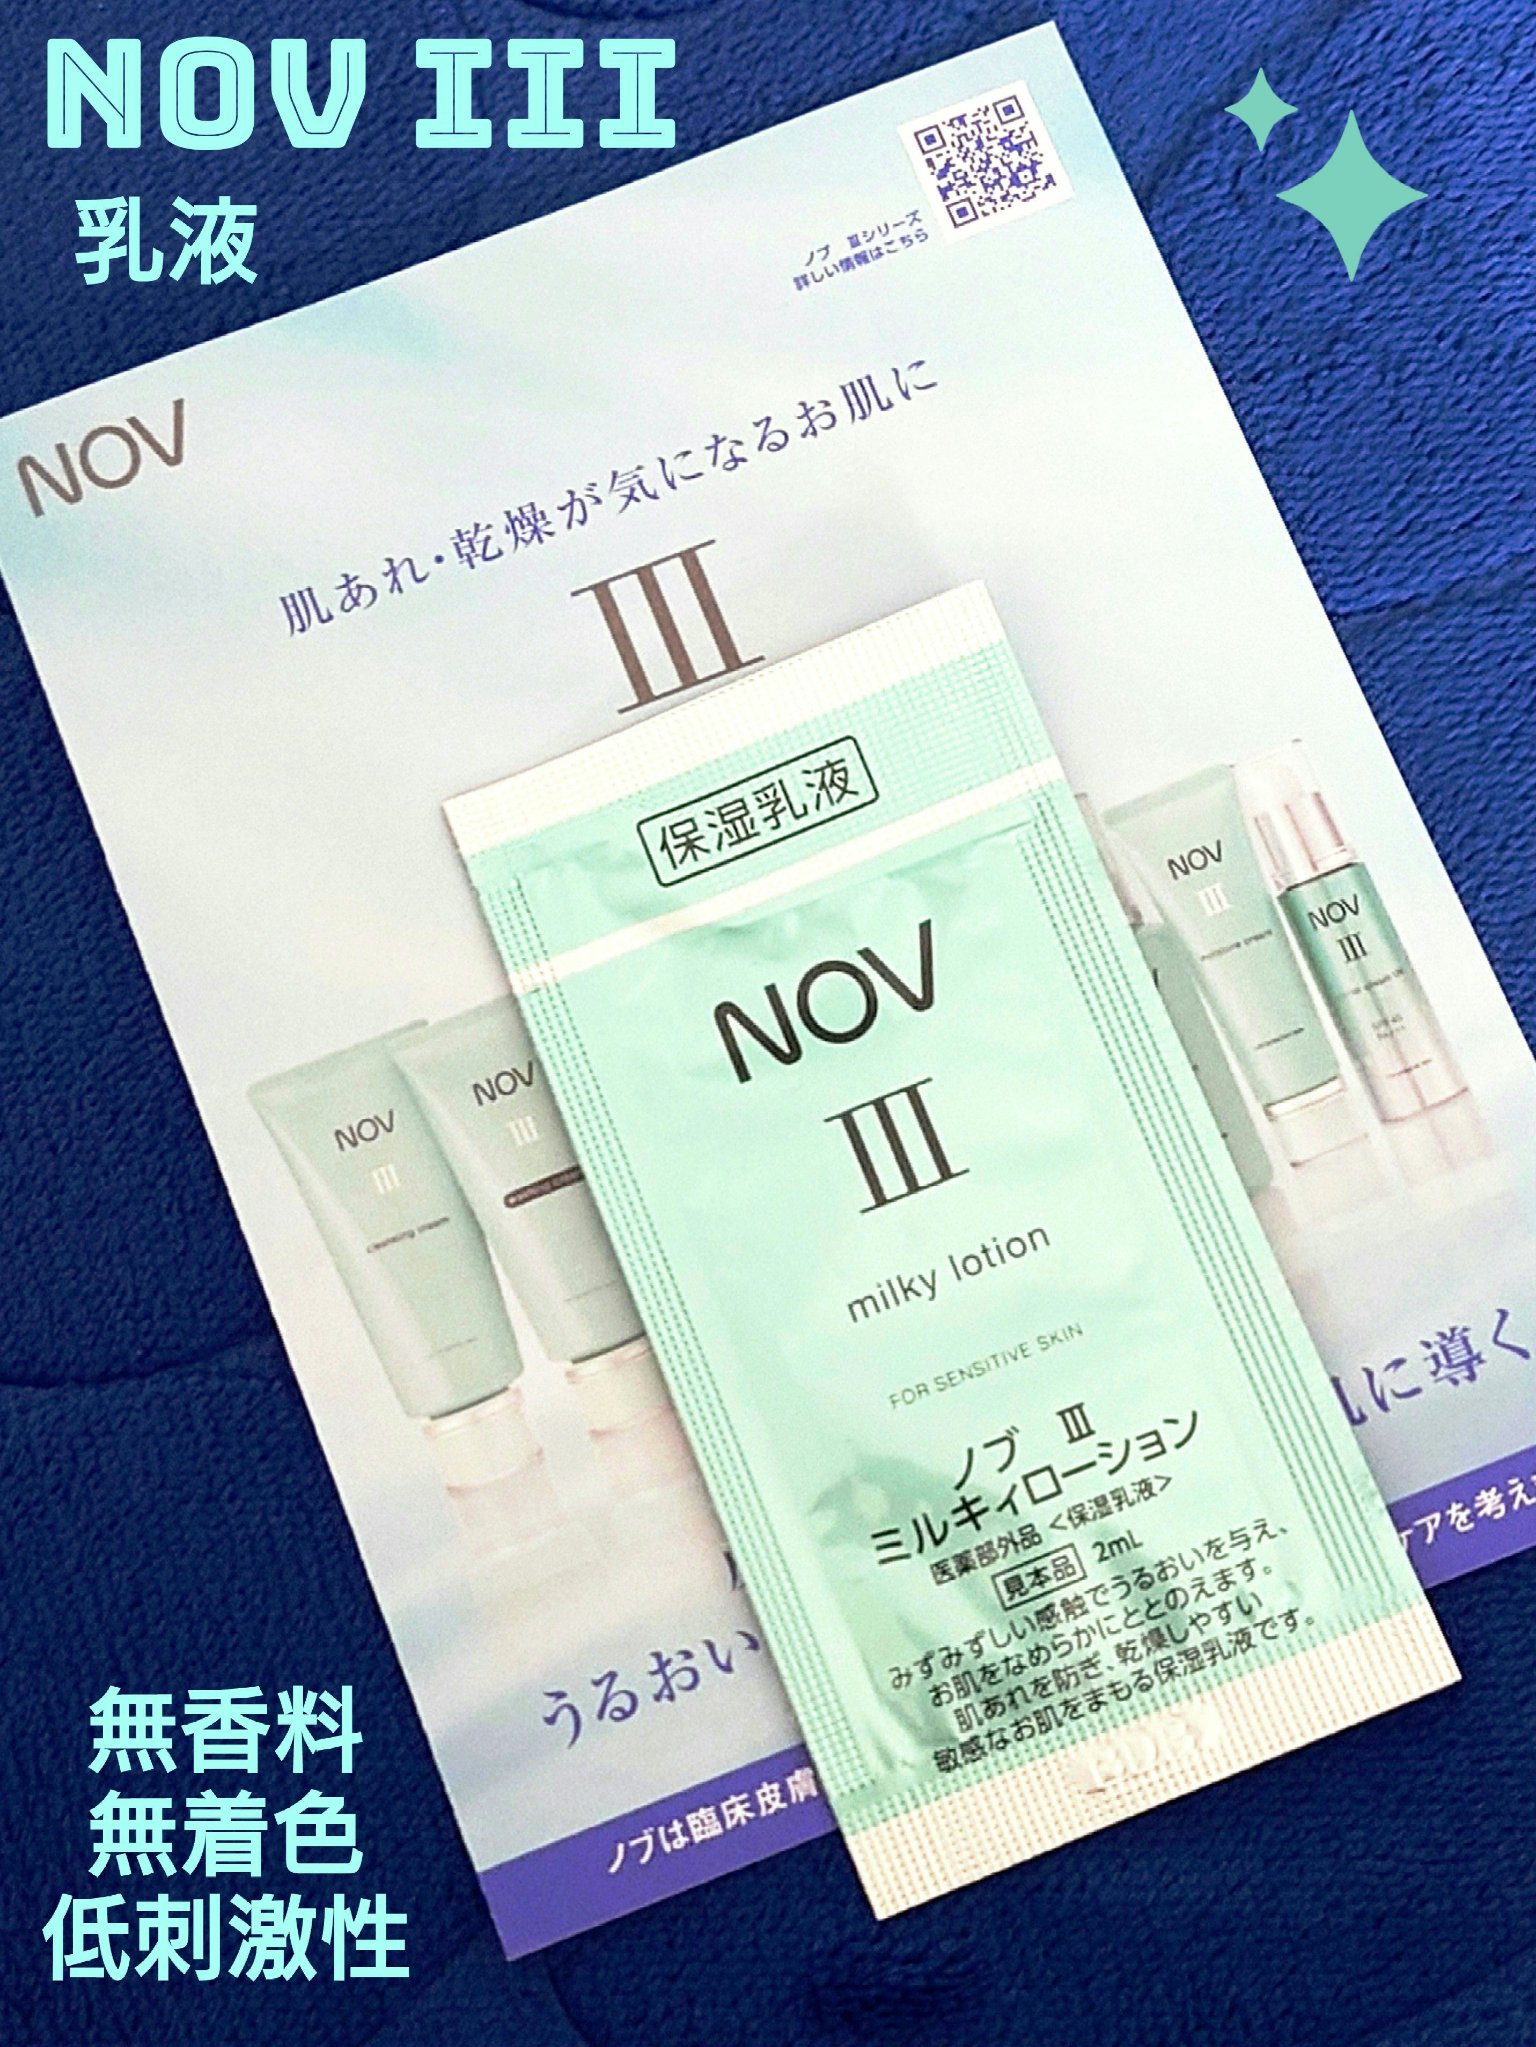 NOV III
乳液
ノブ Ⅲシリーズ
詳しい情報はこちら
NOV
肌あれ・乾燥が気になるお肌に
III
保湿乳液
NOV
III
milky lotion
FOR SENSITIVE SKIN
ノブ Ⅲ
ミルキィローション
医薬部外品 <保湿乳液>
見本品 2mL
みずみずしい感触でうるおいを与え、
お肌をなめらかにととのえます。
肌あれを防ぎ、乾燥しやすい
敏感なお肌をまもる保湿乳液です。
NOV
III
cleansing cream
NOV
III
NOV
III
NOV
III
うるおい
に導く
ノブは臨床皮膚
ケアを考え
無香料
無着色
低刺激性